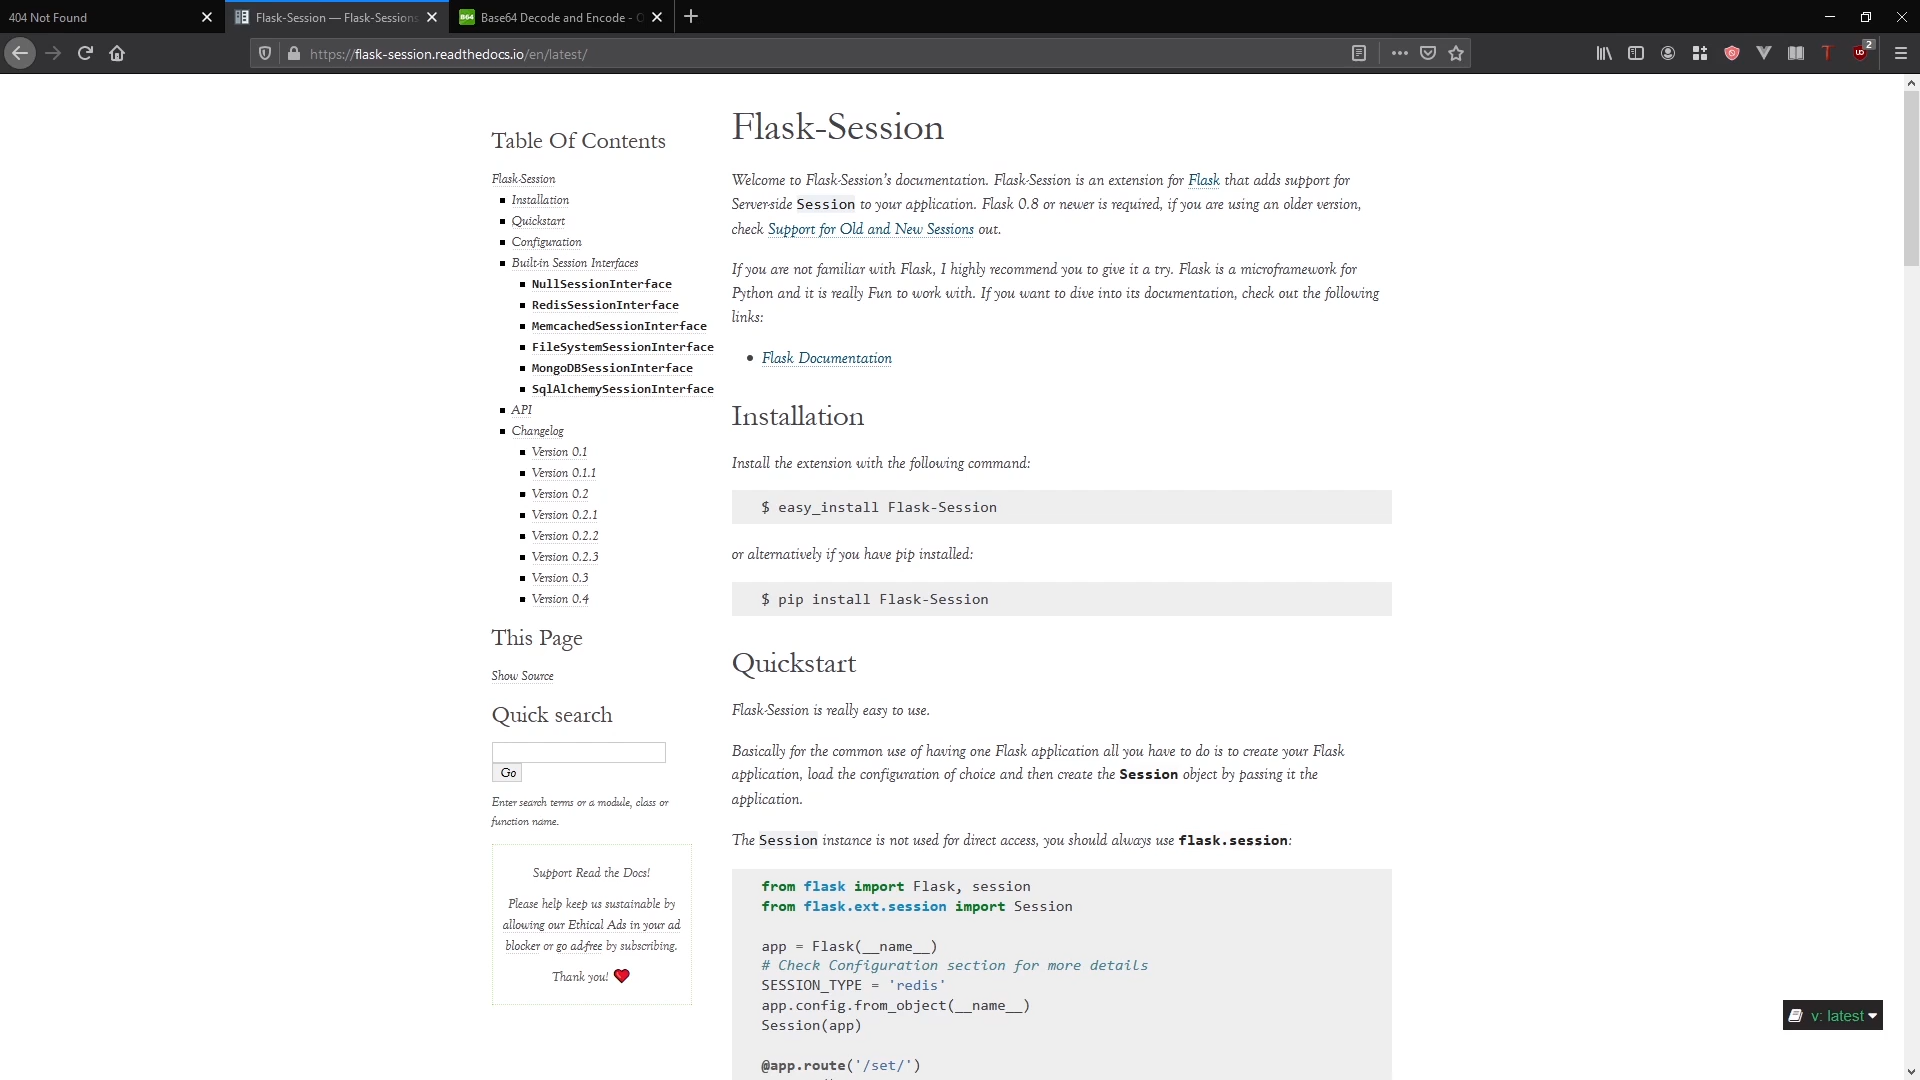 404 Not Found
Flask-Session — Flask-Sessions
B64 Base64 Decode and Encode -
https://flask-session.readthedocs.io/en/latest/
2
Table Of Contents
Flask-Session
Installation
Quickstart
Configuration
Built-in Session Interfaces
NullSessionInterface
RedisSessionInterface
MemcachedSessionInterface
FileSystemSessionInterface
MongoDBSessionInterface
SqlAlchemySessionInterface
API
Changelog
Version 0.1
Version 0.1.1
Version 0.2
Version 0.2.1
Version 0.2.2
Version 0.2.3
Version 0.3
Version 0.4
This Page
Show Source
Quick search
Go
Enter search terms or a module, class or
function name.
Support Read the Docs!
Please help keep us sustainable by
allowing our Ethical Ads in your ad
blocker or go ad-free by subscribing.
Thank you!
Flask-Session
Welcome to Flask-Session’s documentation. Flask-Session is an extension for Flask that adds support for
Server-side Session to your application. Flask 0.8 or newer is required, if you are using an older version,
check Support for Old and New Sessions out.
If you are not familiar with Flask, I highly recommend you to give it a try. Flask is a microframework for
Python and it is really Fun to work with. If you want to dive into its documentation, check out the following
links:
Flask Documentation
Installation
Install the extension with the following command:
$ easy_install Flask-Session
or alternatively if you have pip installed:
$ pip install Flask-Session
Quickstart
Flask-Session is really easy to use.
Basically for the common use of having one Flask application all you have to do is to create your Flask
application, load the configuration of choice and then create the Session object by passing it the
application.
The Session instance is not used for direct access, you should always use flask.session:
from flask import Flask, session
from flask.ext.session import Session
app = Flask(__name__)
# Check Configuration section for more details
SESSION_TYPE = 'redis'
app.config.from_object(__name__)
Session(app)
@app.route('/set/')
v: latest